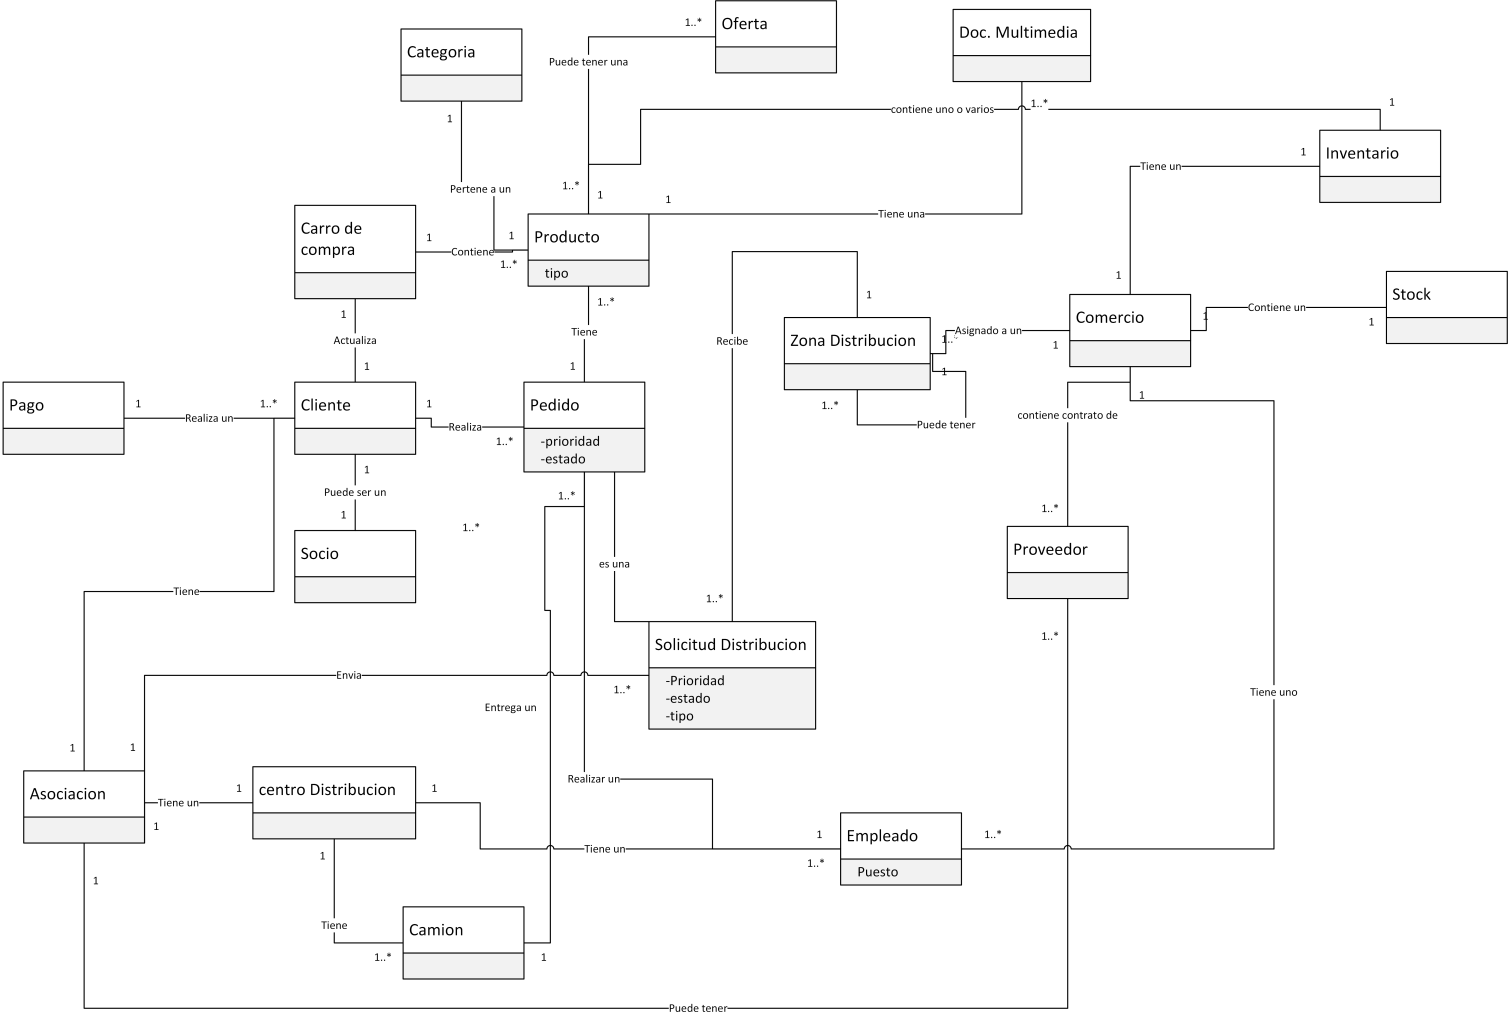 Oferta
1..*
Doc. Multimedia
Categoria
Puede tener una
1..*
contiene uno o varios
1
1
Inventario
1
Tiene un
Pertene a un
1..*
1
1
Tiene una
Carro de
compra
1
Contiene
1
1..*
Producto
tipo
1
Stock
1
Contiene un
1
1
Comercio
1
Asignado a un
1..*
Zona Distribucion
1
1..*
Puede tener
Recibe
1
Actualiza
1
1..*
Tiene
1
Pago
1
Realiza un
1..*
Cliente
1
Realiza
1..*
Pedido
-prioridad
-estado
1
contiene contrato de
1
Puede ser un
1
1..*
1..*
1..*
Socio
Proveedor
es una
Tiene
1..*
1..*
Solicitud Distribucion
-Prioridad
-estado
-tipo
Envia
1..*
Tiene uno
Entrega un
1
1
Realizar un
Asociacion
Tiene un
1
1
centro Distribucion
1
Tiene un
1
1..*
Empleado
Puesto
1..*
1
1
Tiene
1..*
Camion
1
Puede tener